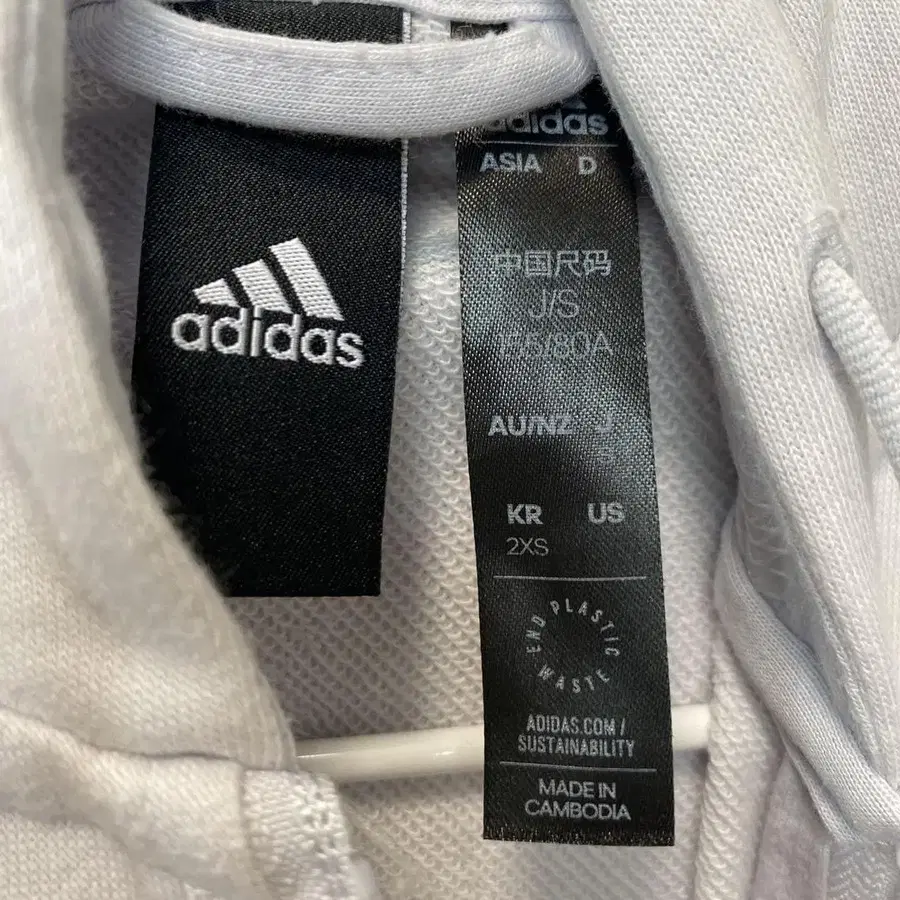 adidas
adidas
ASIA D
中国尺码
J/S
155/80A
AU/NZ J
KR US
2XS
END PLASTIC WASTE
ADIDAS.COM/
SUSTAINABILITY
MADE IN
CAMBODIA